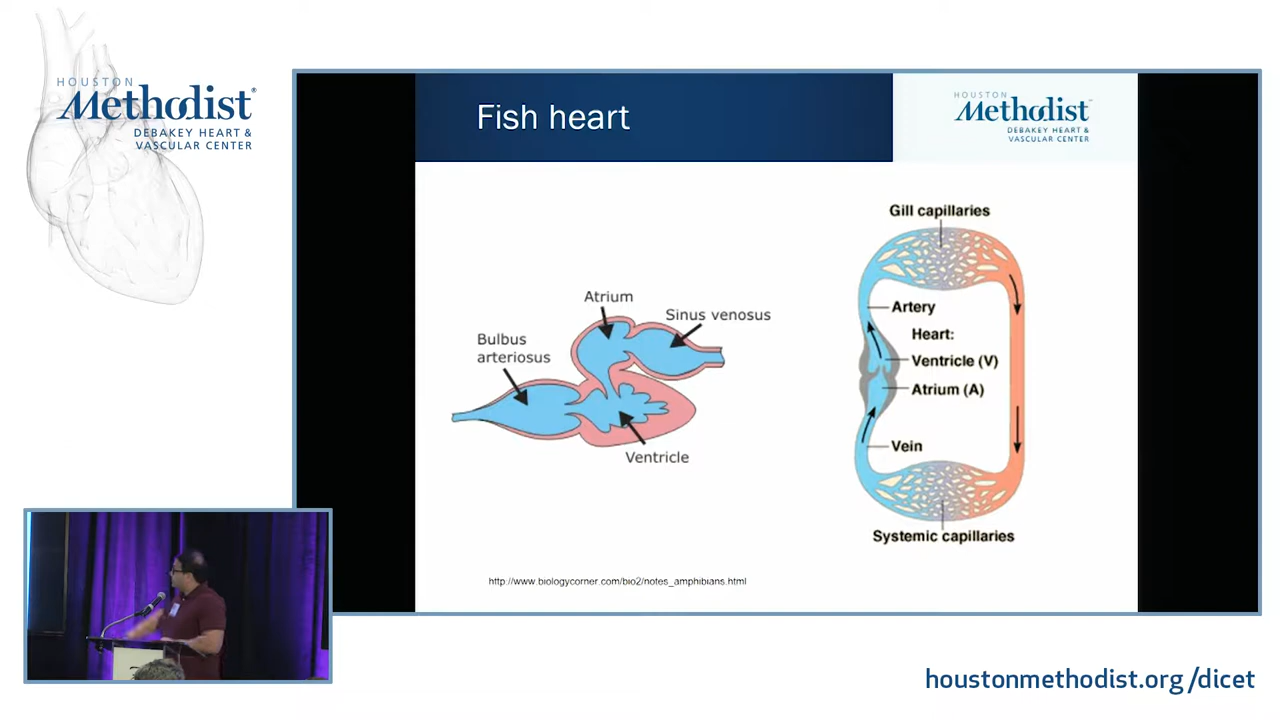 HOUSTON
Methodist®
DEBAKEY HEART &
VASCULAR CENTER
Fish heart
HOUSTON
Methodist
DEBAKEY HEART &
VASCULAR CENTER
Atrium
Sinus venosus
Bulbus
arteriosus
Ventricle
Gill capillaries
Artery
Heart:
Ventricle (V)
Atrium (A)
Vein
Systemic capillaries
http://www.biologycorner.com/bio2/notes_amphibians.html
houstonmethodist.org/dicet